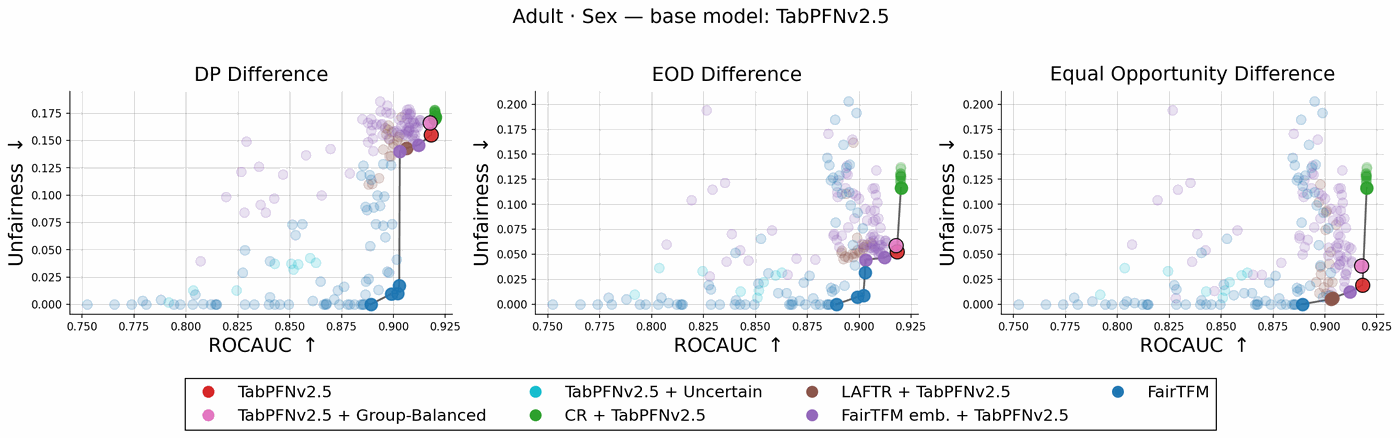 Adult · Sex — base model: TabPFNv2.5
DP Difference
Unfairness ↓
0.175
0.150
0.125
0.100
0.075
0.050
0.025
0.000
0.750 0.775 0.800 0.825 0.850 0.875 0.900 0.925
ROCAUC ↑
EOD Difference
Unfairness ↓
0.200
0.175
0.150
0.125
0.100
0.075
0.050
0.025
0.000
0.750 0.775 0.800 0.825 0.850 0.875 0.900 0.925
ROCAUC ↑
Equal Opportunity Difference
Unfairness ↓
0.200
0.175
0.150
0.125
0.100
0.075
0.050
0.025
0.000
0.750 0.775 0.800 0.825 0.850 0.875 0.900 0.925
ROCAUC ↑
TabPFNv2.5
TabPFNv2.5 + Group-Balanced
TabPFNv2.5 + Uncertain
CR + TabPFNv2.5
LAFTR + TabPFNv2.5
FairTFM emb. + TabPFNv2.5
FairTFM